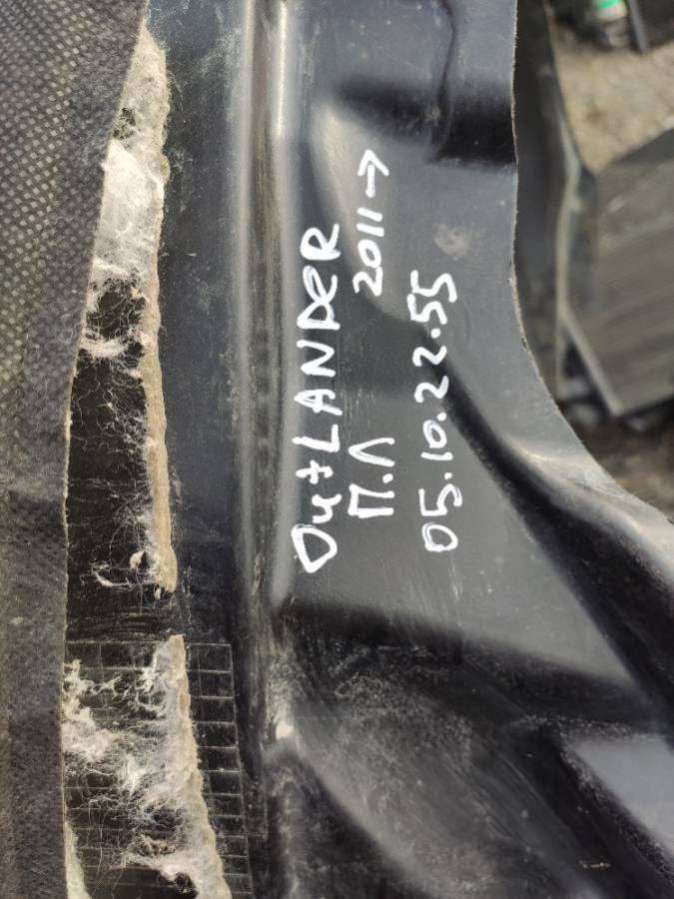 OutLANDER
П.Л 2011→
05.10.22.55